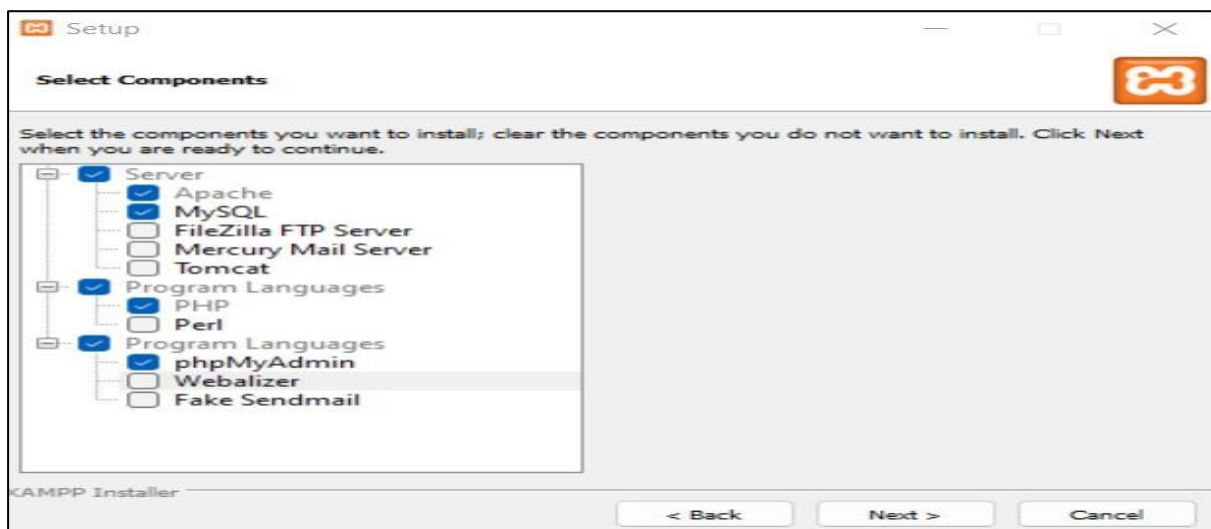 Setup
Select Components
Select the components you want to install; clear the components you do not want to install. Click Next
when you are ready to continue.
Server
Apache
MySQL
FileZilla FTP Server
Mercury Mail Server
Tomcat
Program Languages
PHP
Perl
Program Languages
phpMyAdmin
Webalizer
Fake Sendmail
XAMPP Installer
< Back
Next >
Cancel